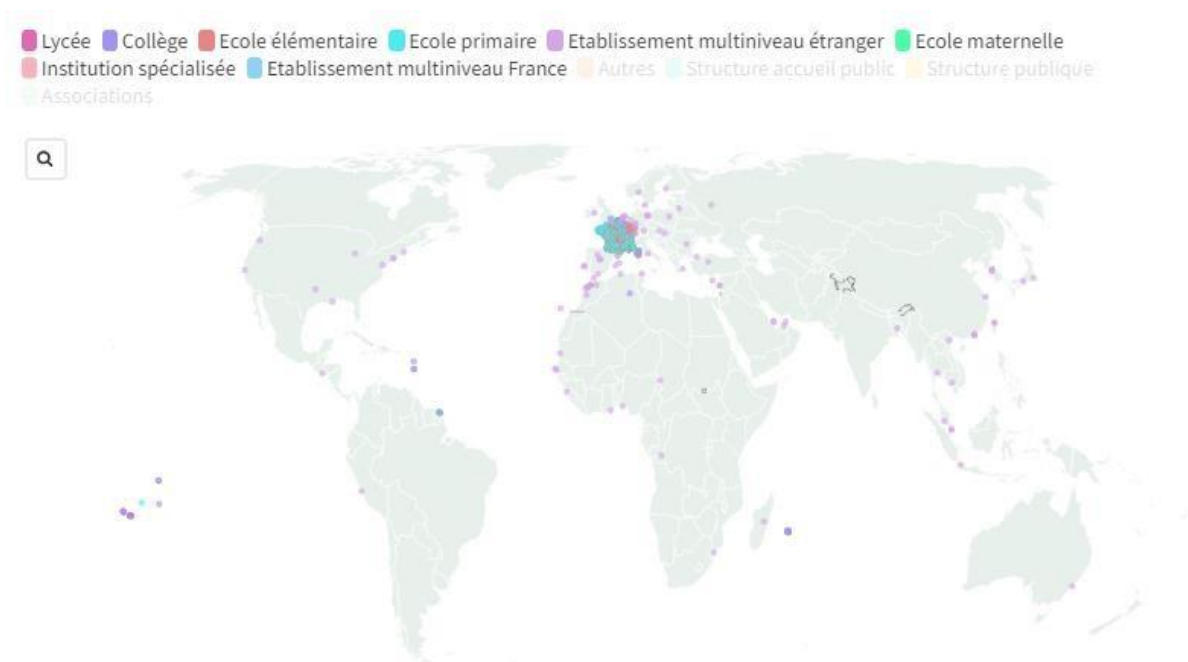 Lycée Collège Ecole élémentaire Ecole primaire Etablissement multiniveau étranger Ecole maternelle
Institution spécialisée Etablissement multiniveau France Autres Structure accueil public Structure publique
Associations